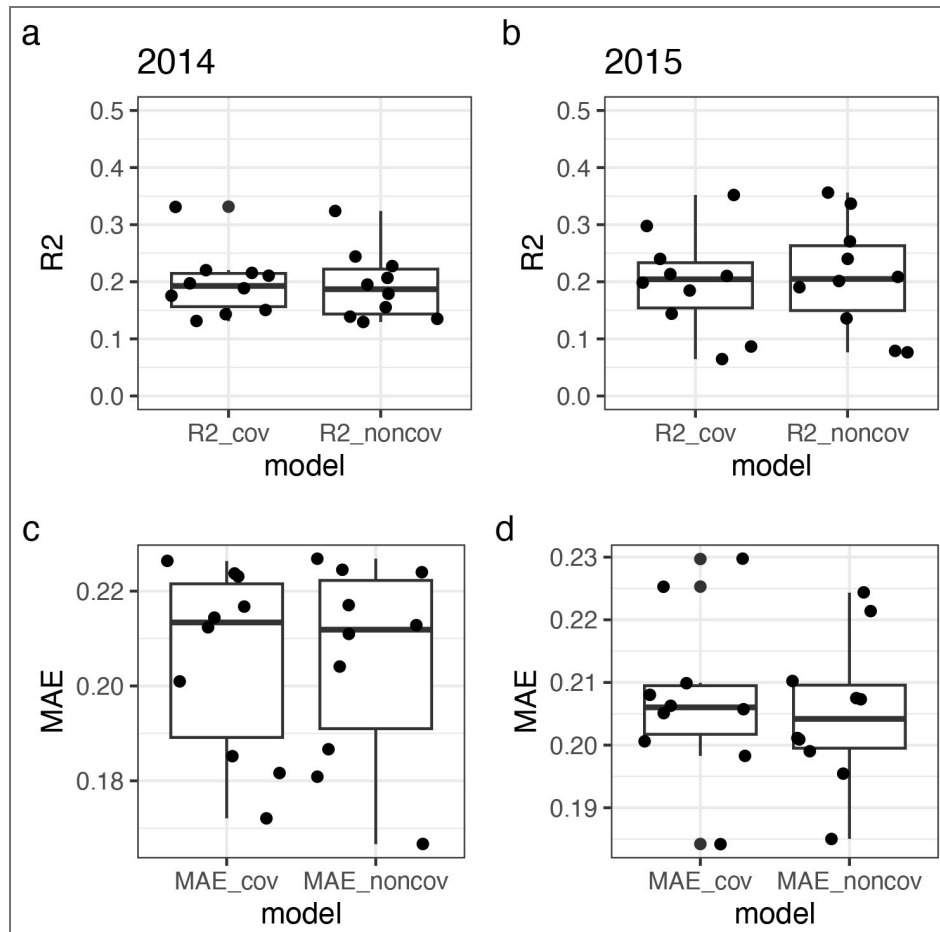 a
2014
0.5
0.4
0.3
0.2
0.1
0.0
R2
R2_cov R2_noncov
model
b
2015
0.5
0.4
0.3
0.2
0.1
0.0
R2
R2_cov R2_noncov
model
c
0.22
0.20
0.18
MAE
MAE_cov MAE_noncov
model
d
0.23
0.22
0.21
0.20
0.19
MAE
MAE_cov MAE_noncov
model